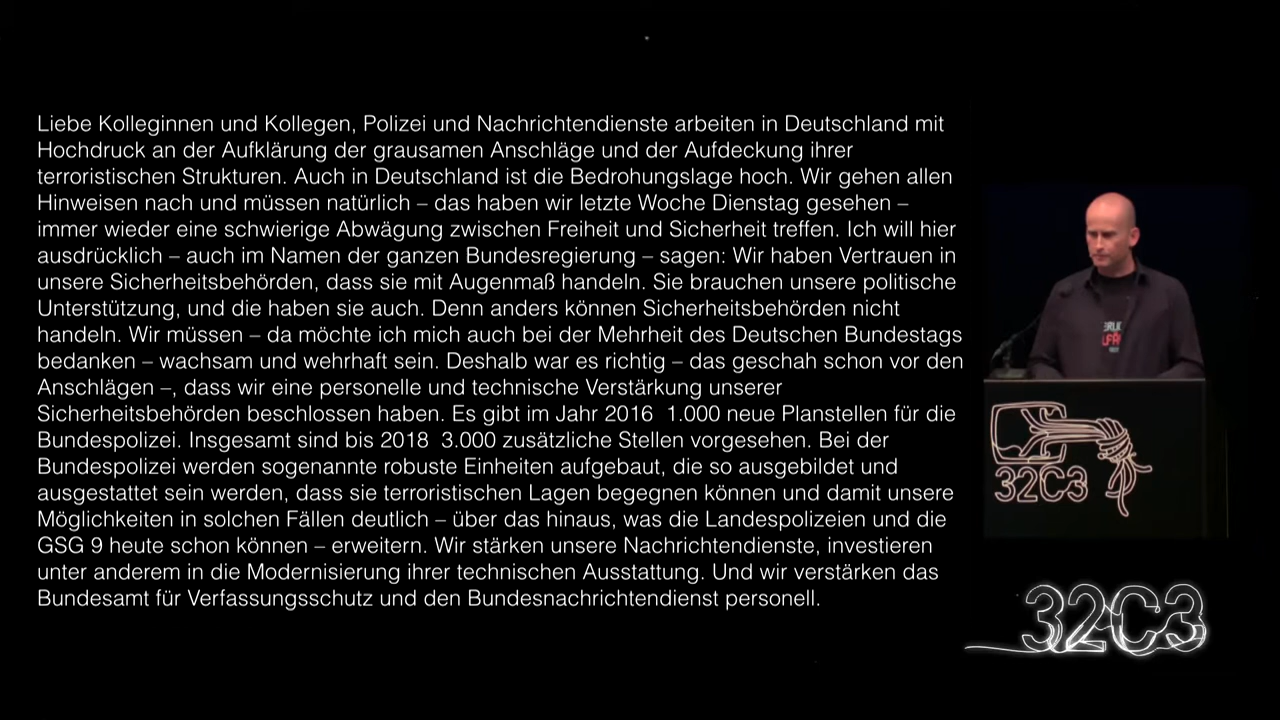 Liebe Kolleginnen und Kollegen, Polizei und Nachrichtendienste arbeiten in Deutschland mit
Hochdruck an der Aufklärung der grausamen Anschläge und der Aufdeckung ihrer
terroristischen Strukturen. Auch in Deutschland ist die Bedrohungslage hoch. Wir gehen allen
Hinweisen nach und müssen natürlich – das haben wir letzte Woche Dienstag gesehen –
immer wieder eine schwierige Abwägung zwischen Freiheit und Sicherheit treffen. Ich will hier
ausdrücklich – auch im Namen der ganzen Bundesregierung – sagen: Wir haben Vertrauen in
unsere Sicherheitsbehörden, dass sie mit Augenmaß handeln. Sie brauchen unsere politische
Unterstützung, und die haben sie auch. Denn anders können Sicherheitsbehörden nicht
handeln. Wir müssen – da möchte ich mich auch bei der Mehrheit des Deutschen Bundestags
bedanken – wachsam und wehrhaft sein. Deshalb war es richtig – das geschah schon vor den
Anschlägen –, dass wir eine personelle und technische Verstärkung unserer
Sicherheitsbehörden beschlossen haben. Es gibt im Jahr 2016 1.000 neue Planstellen für die
Bundespolizei. Insgesamt sind bis 2018 3.000 zusätzliche Stellen vorgesehen. Bei der
Bundespolizei werden sogenannte robuste Einheiten aufgebaut, die so ausgebildet und
ausgestattet sein werden, dass sie terroristischen Lagen begegnen können und damit unsere
Möglichkeiten in solchen Fällen deutlich – über das hinaus, was die Landespolizeien und die
GSG 9 heute schon können – erweitern. Wir stärken unsere Nachrichtendienste, investieren
unter anderem in die Modernisierung ihrer technischen Ausstattung. Und wir verstärken das
Bundesamt für Verfassungsschutz und den Bundesnachrichtendienst personell.
32C3
32C3